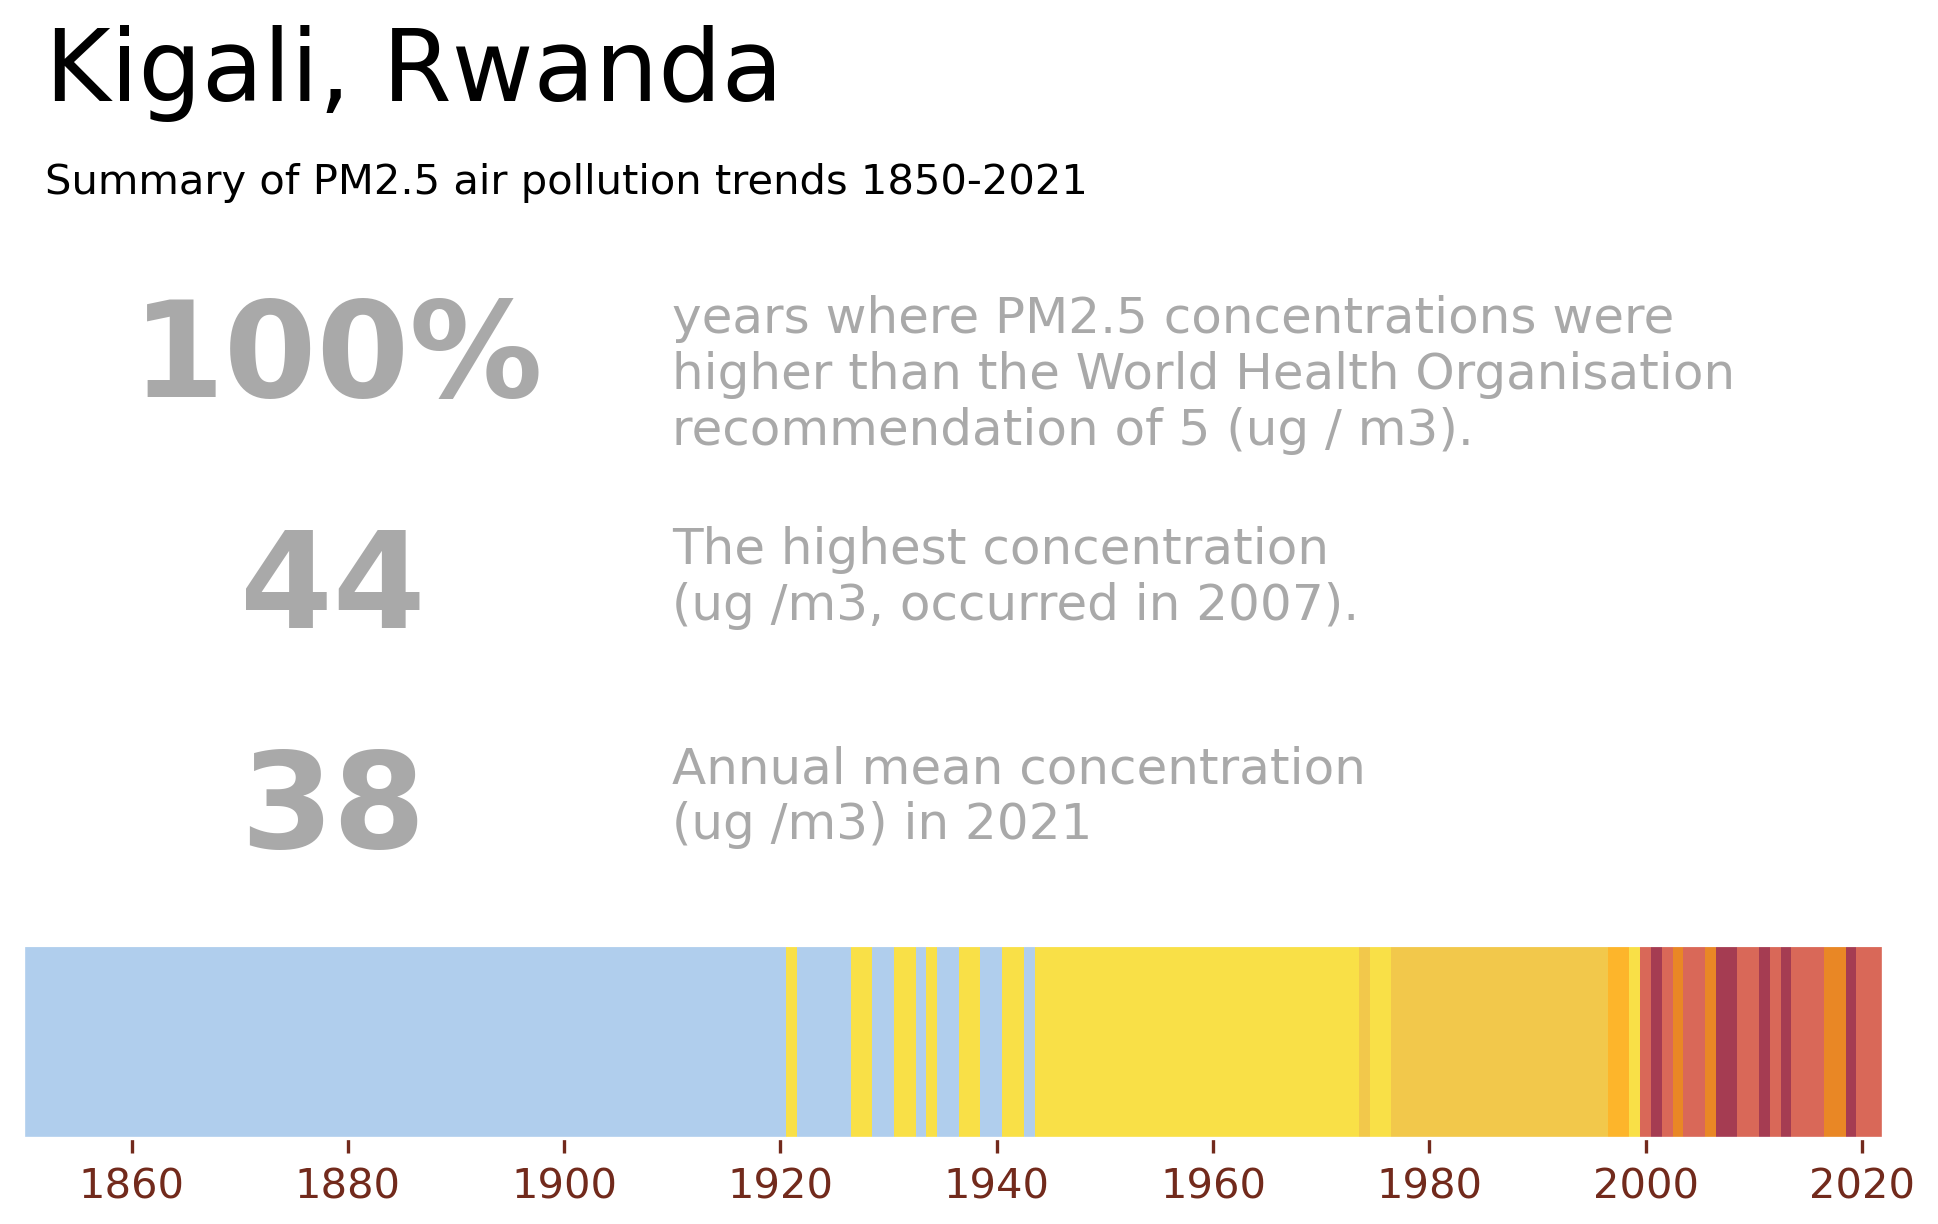 Kigali, Rwanda
Summary of PM2.5 air pollution trends 1850-2021
100%
years where PM2.5 concentrations were
higher than the World Health Organisation
recommendation of 5 (ug / m3).
44
The highest concentration
(ug /m3, occurred in 2007).
38
Annual mean concentration
(ug /m3) in 2021
1860 1880 1900 1920 1940 1960 1980 2000 2020